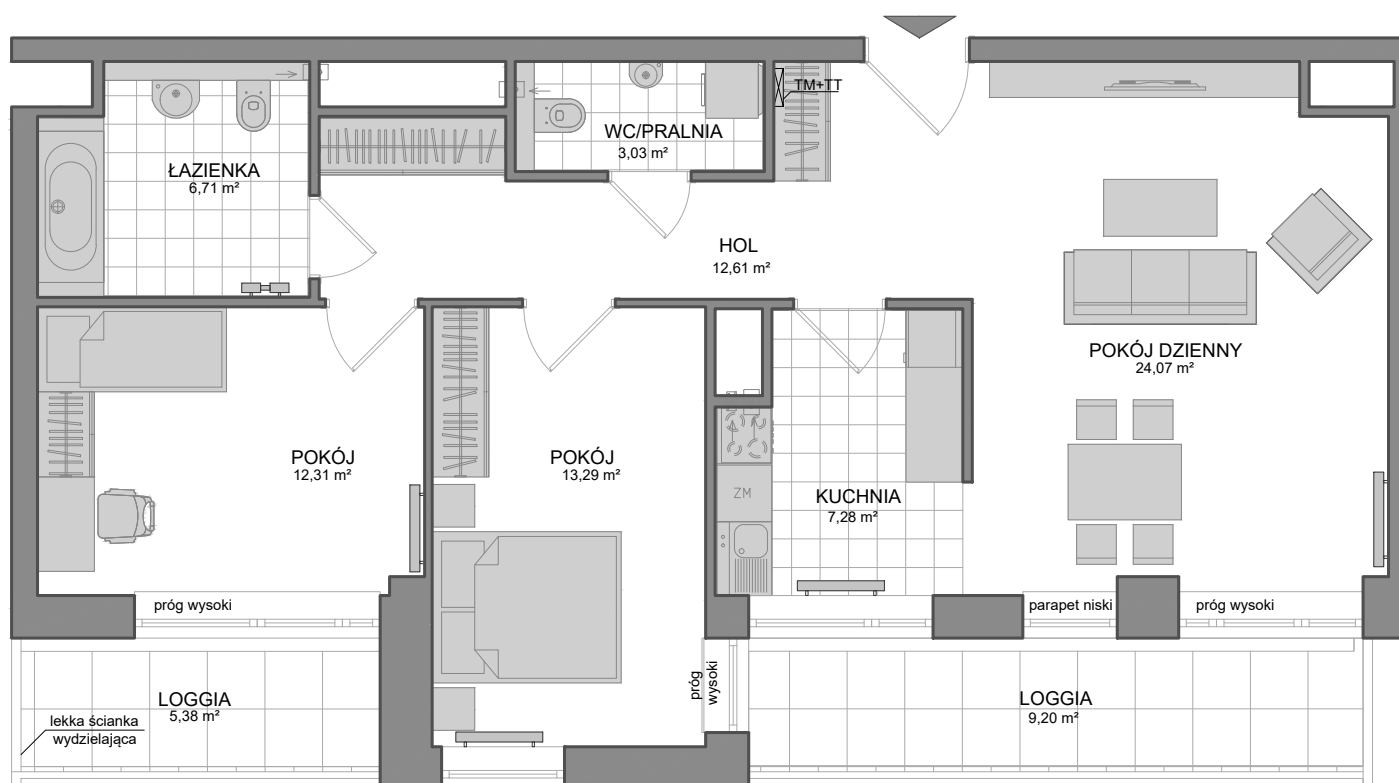 TM+TT
WC/PRALNIA
3,03 m²
ŁAZIENKA
6,71 m²
HOL
12,61 m²
POKÓJ DZIENNY
24,07 m²
POKÓJ
12,31 m²
POKÓJ
13,29 m²
ZM
KUCHNIA
7,28 m²
próg wysoki
parapet niski
próg wysoki
próg
wysoki
LOGGIA
5,38 m²
LOGGIA
9,20 m²
lekka ścianka
wydzielająca